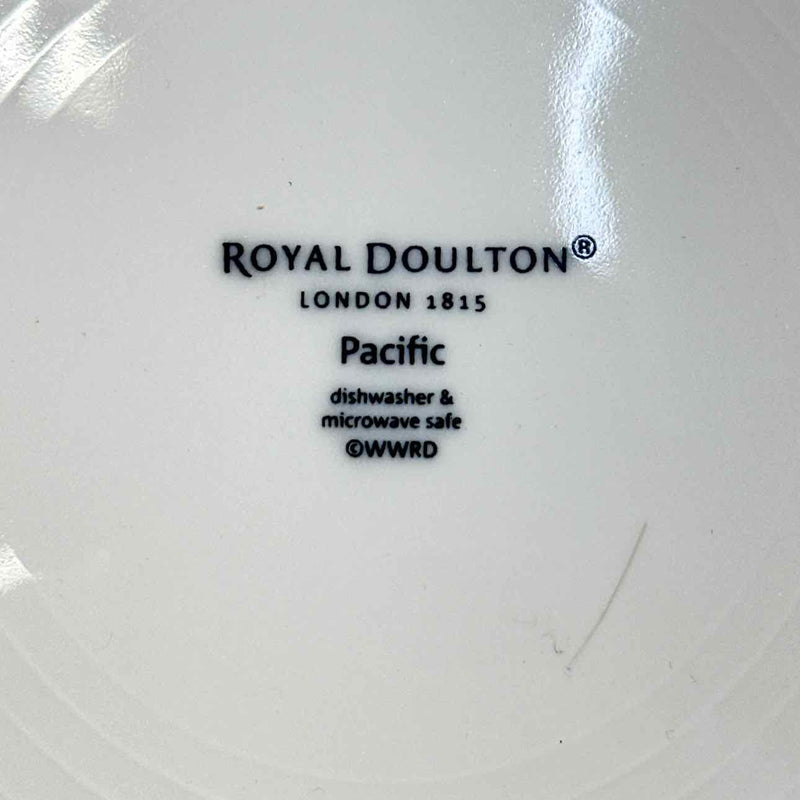 ROYAL DOULTON®
LONDON 1815
Pacific
dishwasher &
microwave safe
©WWRD